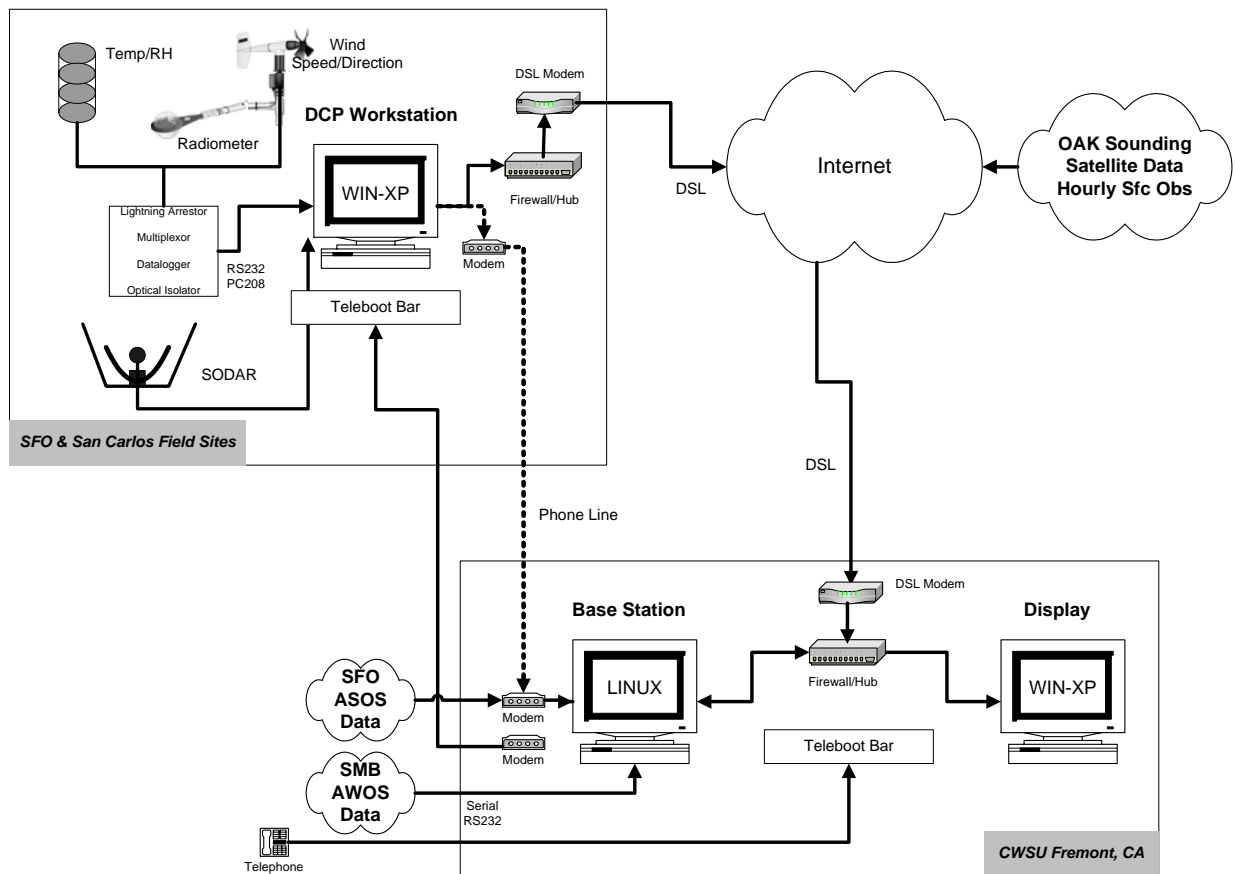 Temp/RH
Wind
Speed/Direction
Radiometer
DCP Workstation
WIN-XP
DSL Modem
Firewall/Hub
Modem
Lightning Arrestor
Multiplexor
Datalogger
Optical Isolator
RS232
PC208
Teleboot Bar
SODAR
SFO & San Carlos Field Sites
DSL
Internet
OAK Sounding
Satellite Data
Hourly Sfc Obs
DSL
Phone Line
DSL Modem
Base Station
Display
LINUX
Firewall/Hub
WIN-XP
SFO
ASOS
Data
Modem
Modem
Teleboot Bar
SMB
AWOS
Data
Serial
RS232
Telephone
CWSU Fremont, CA